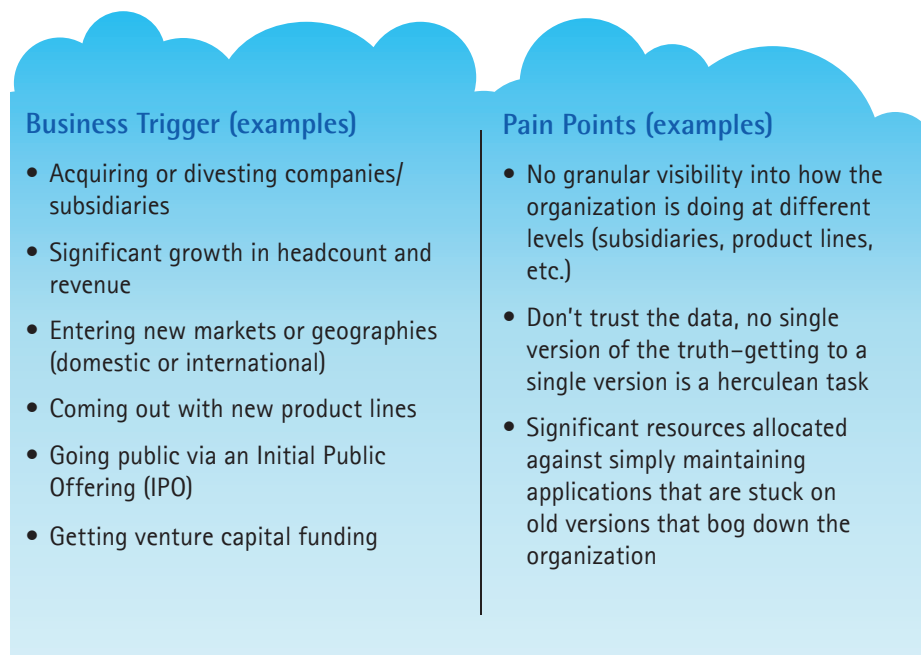 Business Trigger (examples)
• Acquiring or divesting companies/
subsidiaries
• Significant growth in headcount and
revenue
• Entering new markets or geographies
(domestic or international)
• Coming out with new product lines
• Going public via an Initial Public
Offering (IPO)
• Getting venture capital funding
Pain Points (examples)
• No granular visibility into how the
organization is doing at different
levels (subsidiaries, product lines,
etc.)
• Don't trust the data, no single
version of the truth–getting to a
single version is a herculean task
• Significant resources allocated
against simply maintaining
applications that are stuck on
old versions that bog down the
organization